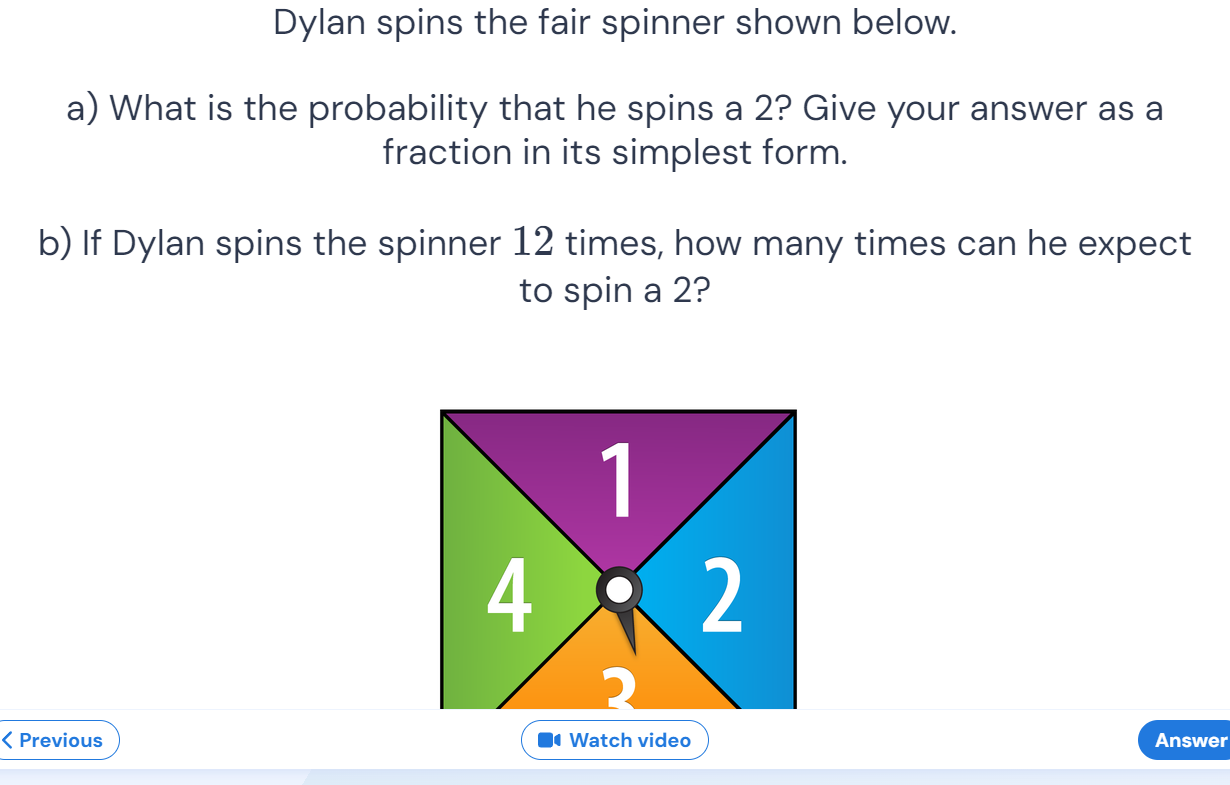 Dylan spins the fair spinner shown below.
a) What is the probability that he spins a 2? Give your answer as a
fraction in its simplest form.
b) If Dylan spins the spinner 12 times, how many times can he expect
to spin a 2?
1
4
2
3
Previous
Watch video
Answer